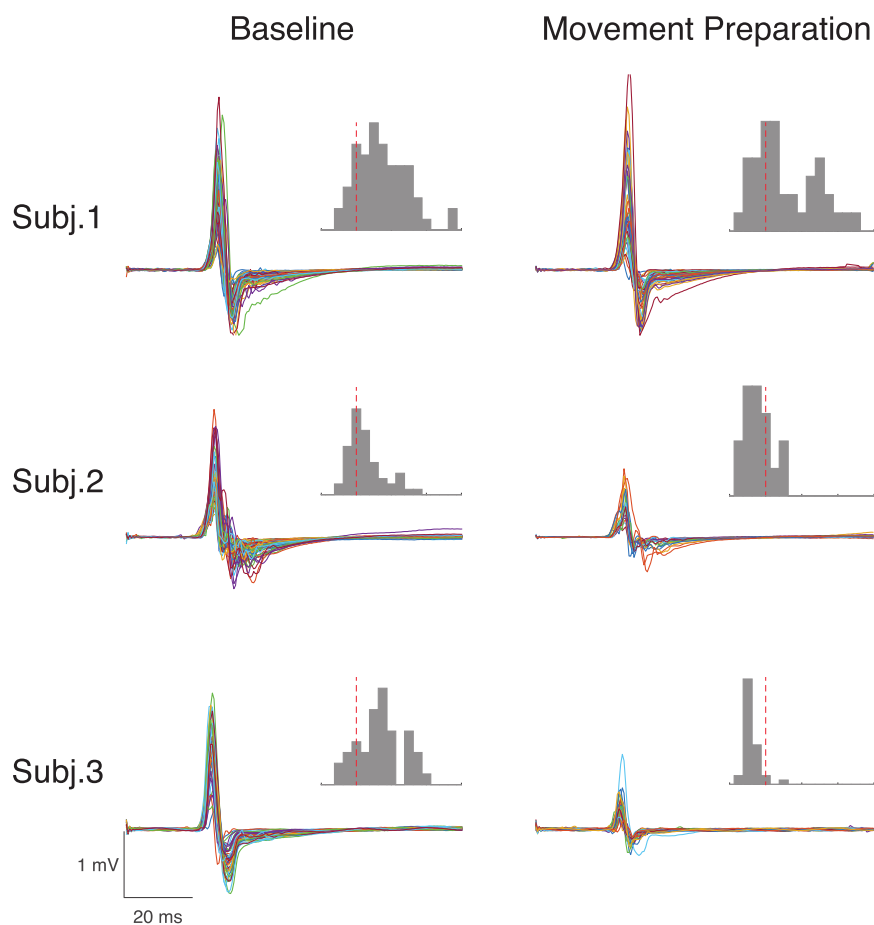 Baseline
Movement Preparation
Subj.1
Subj.2
Subj.3
1 mV
20 ms